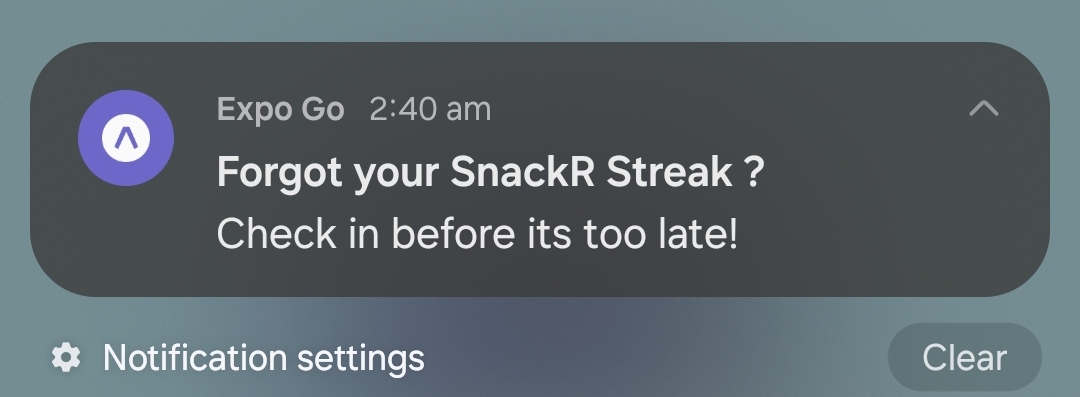 Expo Go 2:40 am
Forgot your SnackR Streak ?
Check in before its too late!
Notification settings
Clear